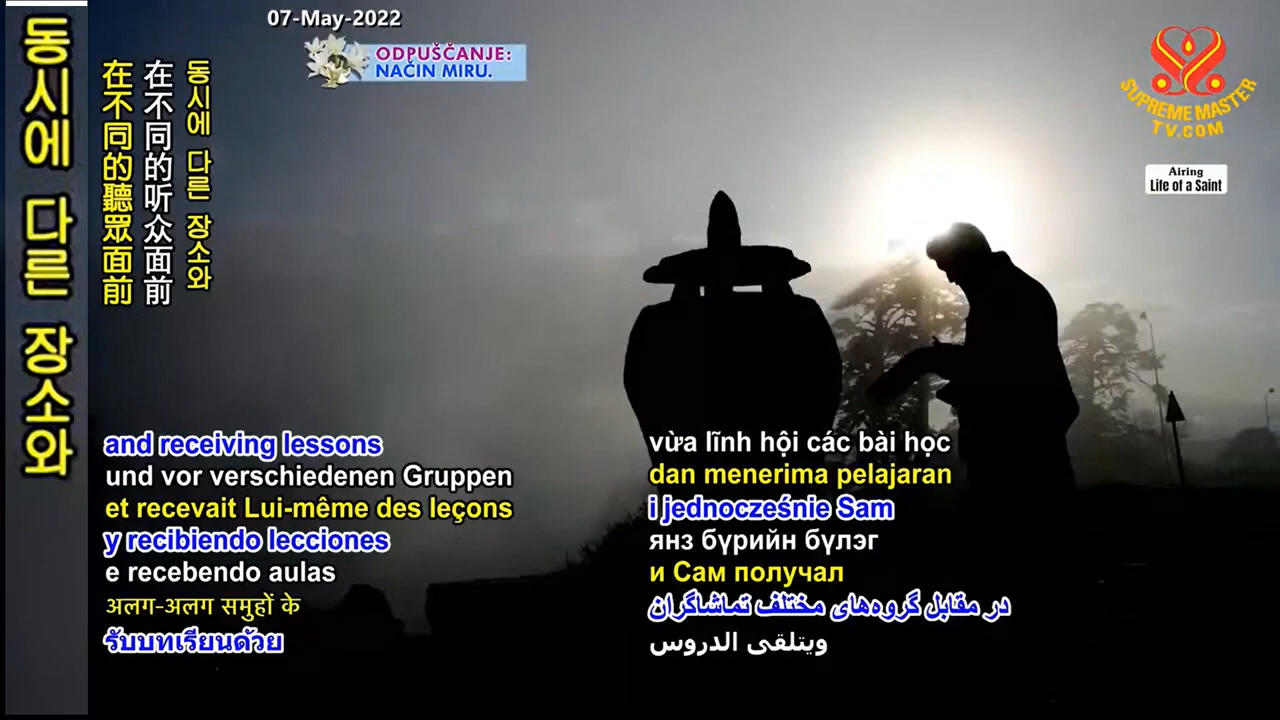 07-May-2022
ODPUŠČANJE:
NAČIN MIRU.
SUPREME MASTER
TV.COM
Airing
Life of a Saint
동시에 다른 장소와
동시에 다른 장소와
在不同的听众面前
在不同的聽眾面前
and receiving lessons
und vor verschiedenen Gruppen
et recevait Lui-même des leçons
y recibiendo lecciones
e recebendo aulas
अलग-अलग समुहों के
รับบทเรียนด้วย
vừa lĩnh hội các bài học
dan menerima pelajaran
i jednocześnie Sam
янз бүрийн бүлэг
и Сам получал
در مقابل گروه‌های مختلف تماشاگران
ويتلقى الدروس